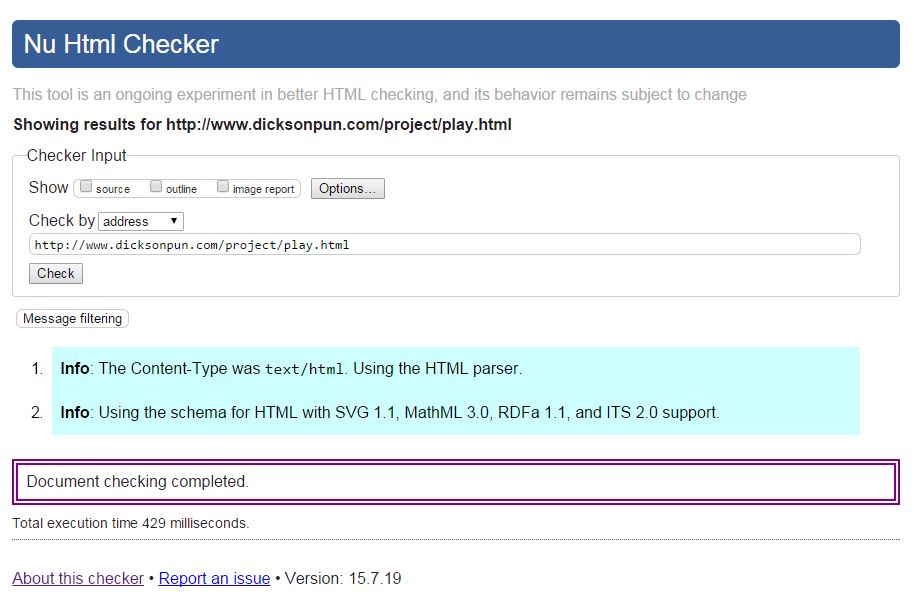 Nu Html Checker
This tool is an ongoing experiment in better HTML checking, and its behavior remains subject to change
Showing results for http://www.dicksonpun.com/project/play.html
Checker Input
Show source outline image report Options...
Check by address
http://www.dicksonpun.com/project/play.html
Check
Message filtering
1. Info: The Content-Type was text/html. Using the HTML parser.
2. Info: Using the schema for HTML with SVG 1.1, MathML 3.0, RDFa 1.1, and ITS 2.0 support.
Document checking completed.
Total execution time 429 milliseconds.
About this checker • Report an issue • Version: 15.7.19